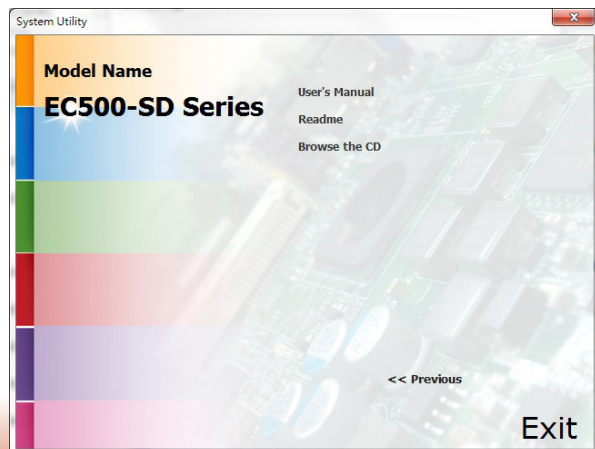 System Utility
Model Name
EC500-SD Series
User's Manual
Readme
Browse the CD
<< Previous
Exit